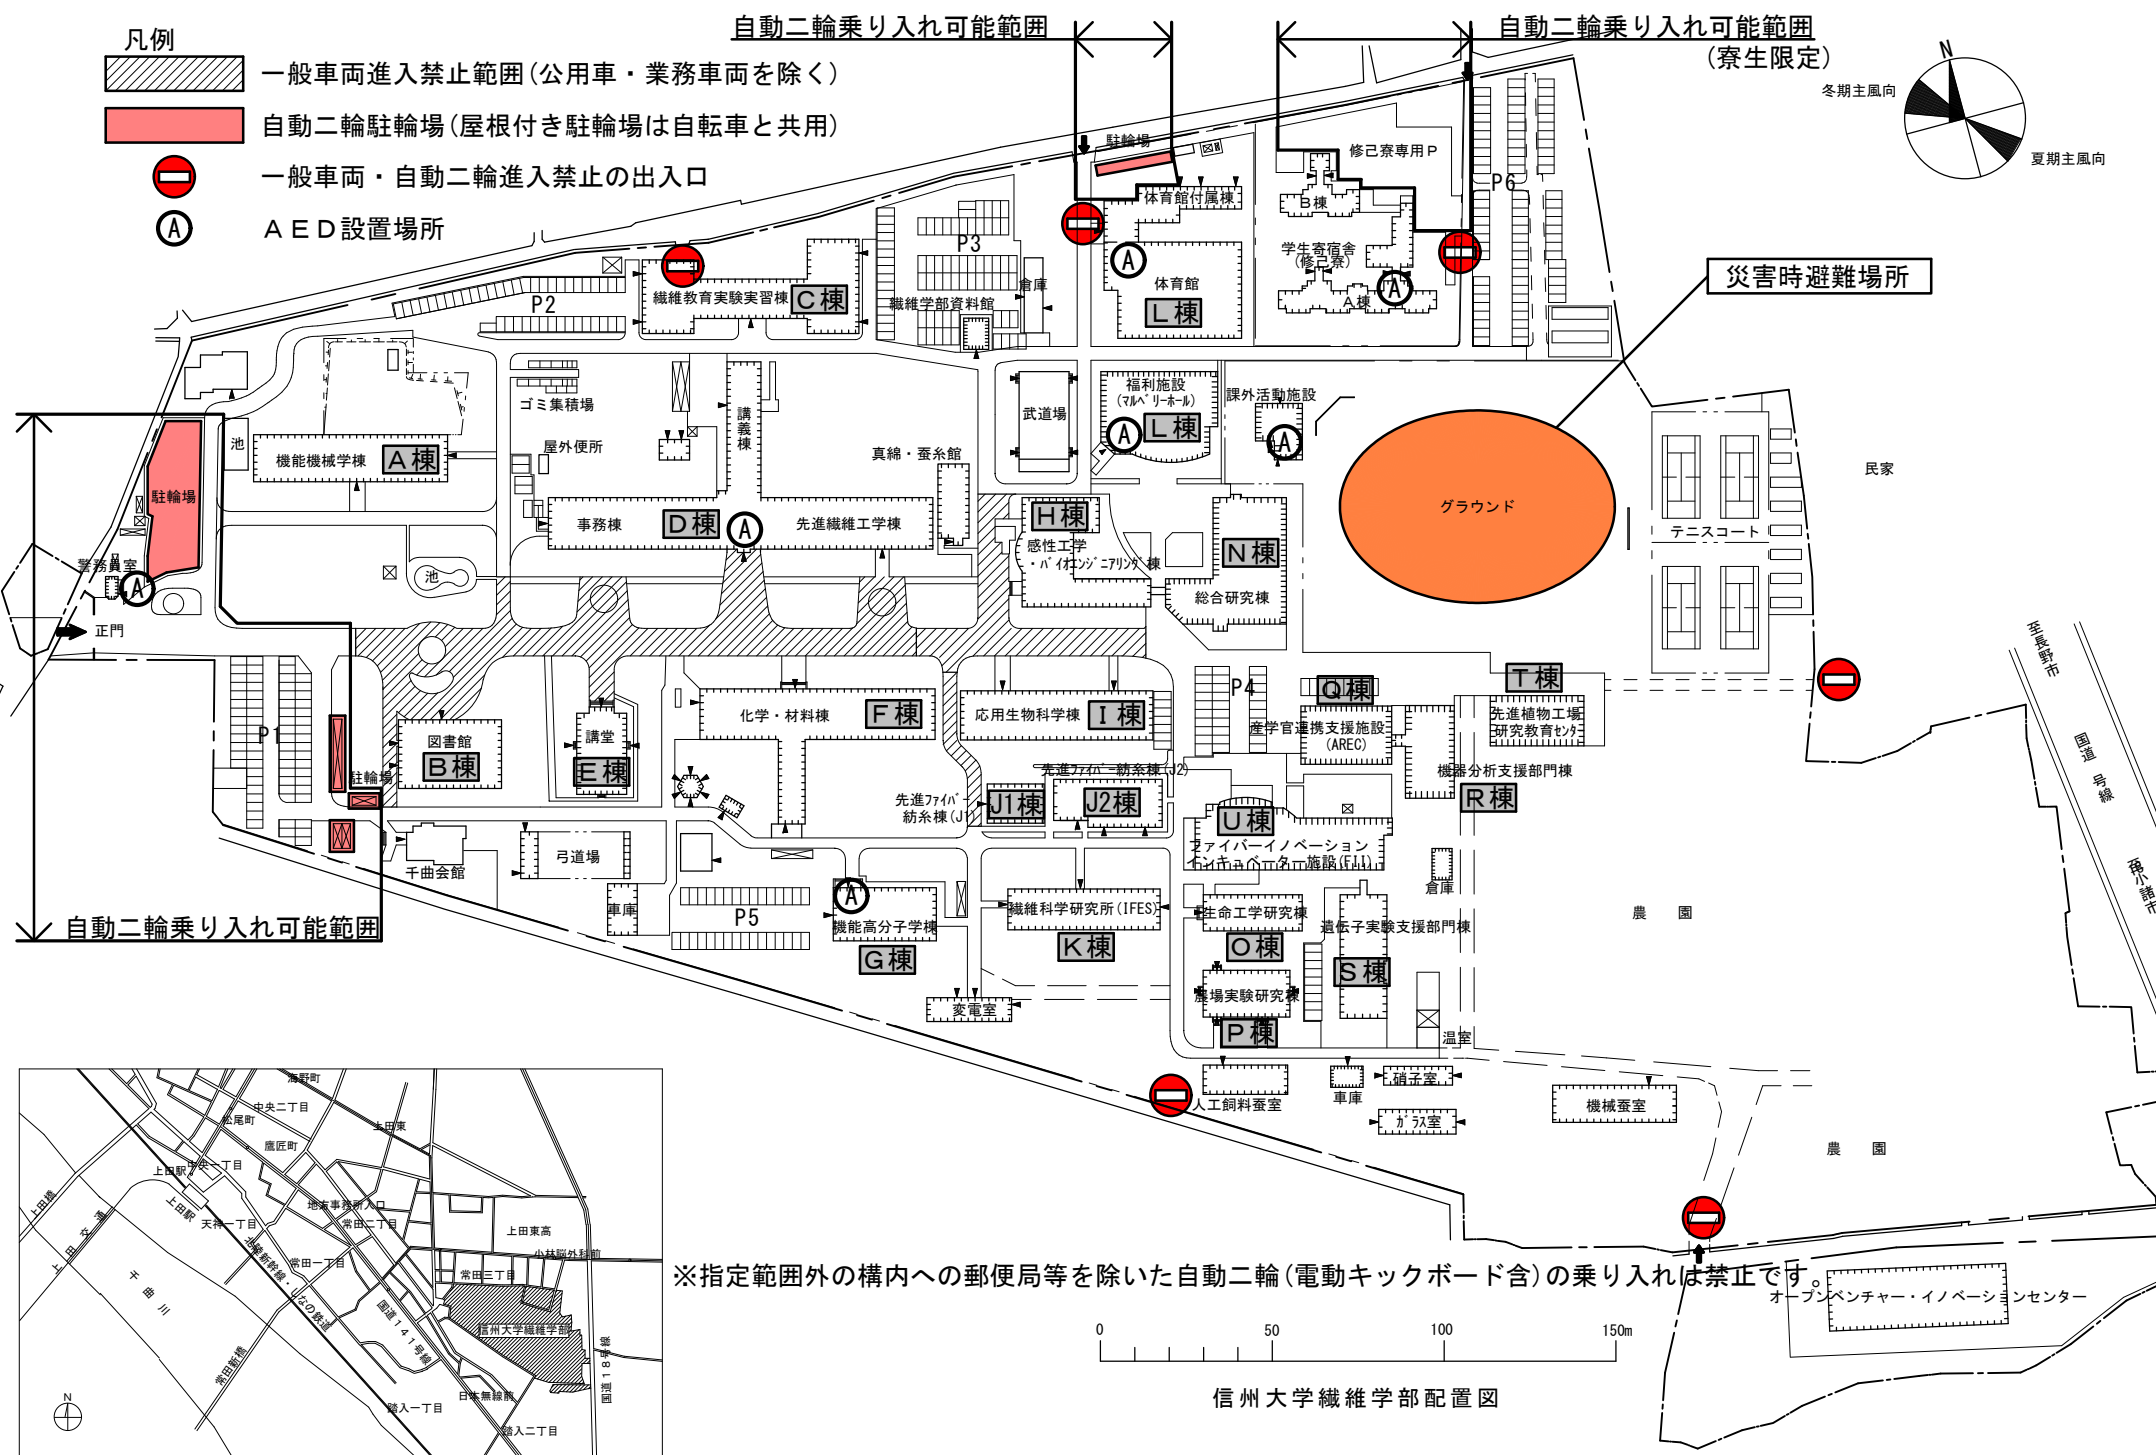 自動二輪乗り入れ可能範囲
自動二輪乗り入れ可能範囲
(寮生限定)
凡例
一般車両進入禁止範囲(公用車・業務車両を除く)
自動二輪駐輪場(屋根付き駐輪場は自転車と共用)
一般車両・自動二輪進入禁止の出入口
A
AED設置場所
N
冬期主風向
夏期主風向
駐輪場
修己寮専用P
P6
体育館付属棟
B棟
学生寄宿舎
(修己寮)
A
A棟
A
体育館
L棟
P3
倉庫
繊維学部資料館
P2
繊維教育実験実習棟
C棟
災害時避難場所
ゴミ集積場
屋外便所
講義棟
武道場
福利施設
(マルベリーホール)
L棟
A
課外活動施設
A
真綿・蚕糸館
池
機能機械学棟
A棟
駐輪場
グラウンド
テニスコート
民家
事務棟
D棟
A
先進繊維工学棟
H棟
感性工学
・バイオエンジニアリング棟
N棟
総合研究棟
警務員室
A
池
正門
至長野市
国道 号線
P1
駐輪場
図書館
B棟
講堂
E棟
化学・材料棟
F棟
応用生物科学棟
I棟
P4
Q棟
産学官連携支援施設
(AREC)
T棟
先進植物工場
研究教育センタ
機器分析支援部門棟
R棟
先進ファイバー
紡糸棟(J1)
J1棟
先進ファイバー紡糸棟(J2)
J2棟
U棟
ファイバーイノベーション
インキュベーター施設(FII)
千曲会館
弓道場
車庫
P5
A
機能高分子学棟
G棟
繊維科学研究所(IFES)
K棟
生命工学研究棟
O棟
倉庫
遺伝子実験支援部門棟
S棟
農場実験研究棟
P棟
農 園
自動二輪乗り入れ可能範囲
変電室
温室
人工飼料蚕室
車庫
硝子室
ガラス室
機械蚕室
農 園
海野町
中央二丁目
松尾町
上田東
鷹匠町
上田駅
中央一丁目
上田駅
上田橋
地方事務所入口
天神一丁目
常田二丁目
上田東高
小林脳外科前
北陸新幹線・しなの鉄道
常田一丁目
常田三丁目
千曲川
国道141号線
信州大学繊維学部
国道18号線
常田新橋
日本無線前
踏入一丁目
踏入二丁目
N
※指定範囲外の構内への郵便局等を除いた自動二輪(電動キックボード含)の乗り入れは禁止です。
オープンベンチャー・イノベーションセンター
0 50 100 150m
信州大学繊維学部配置図